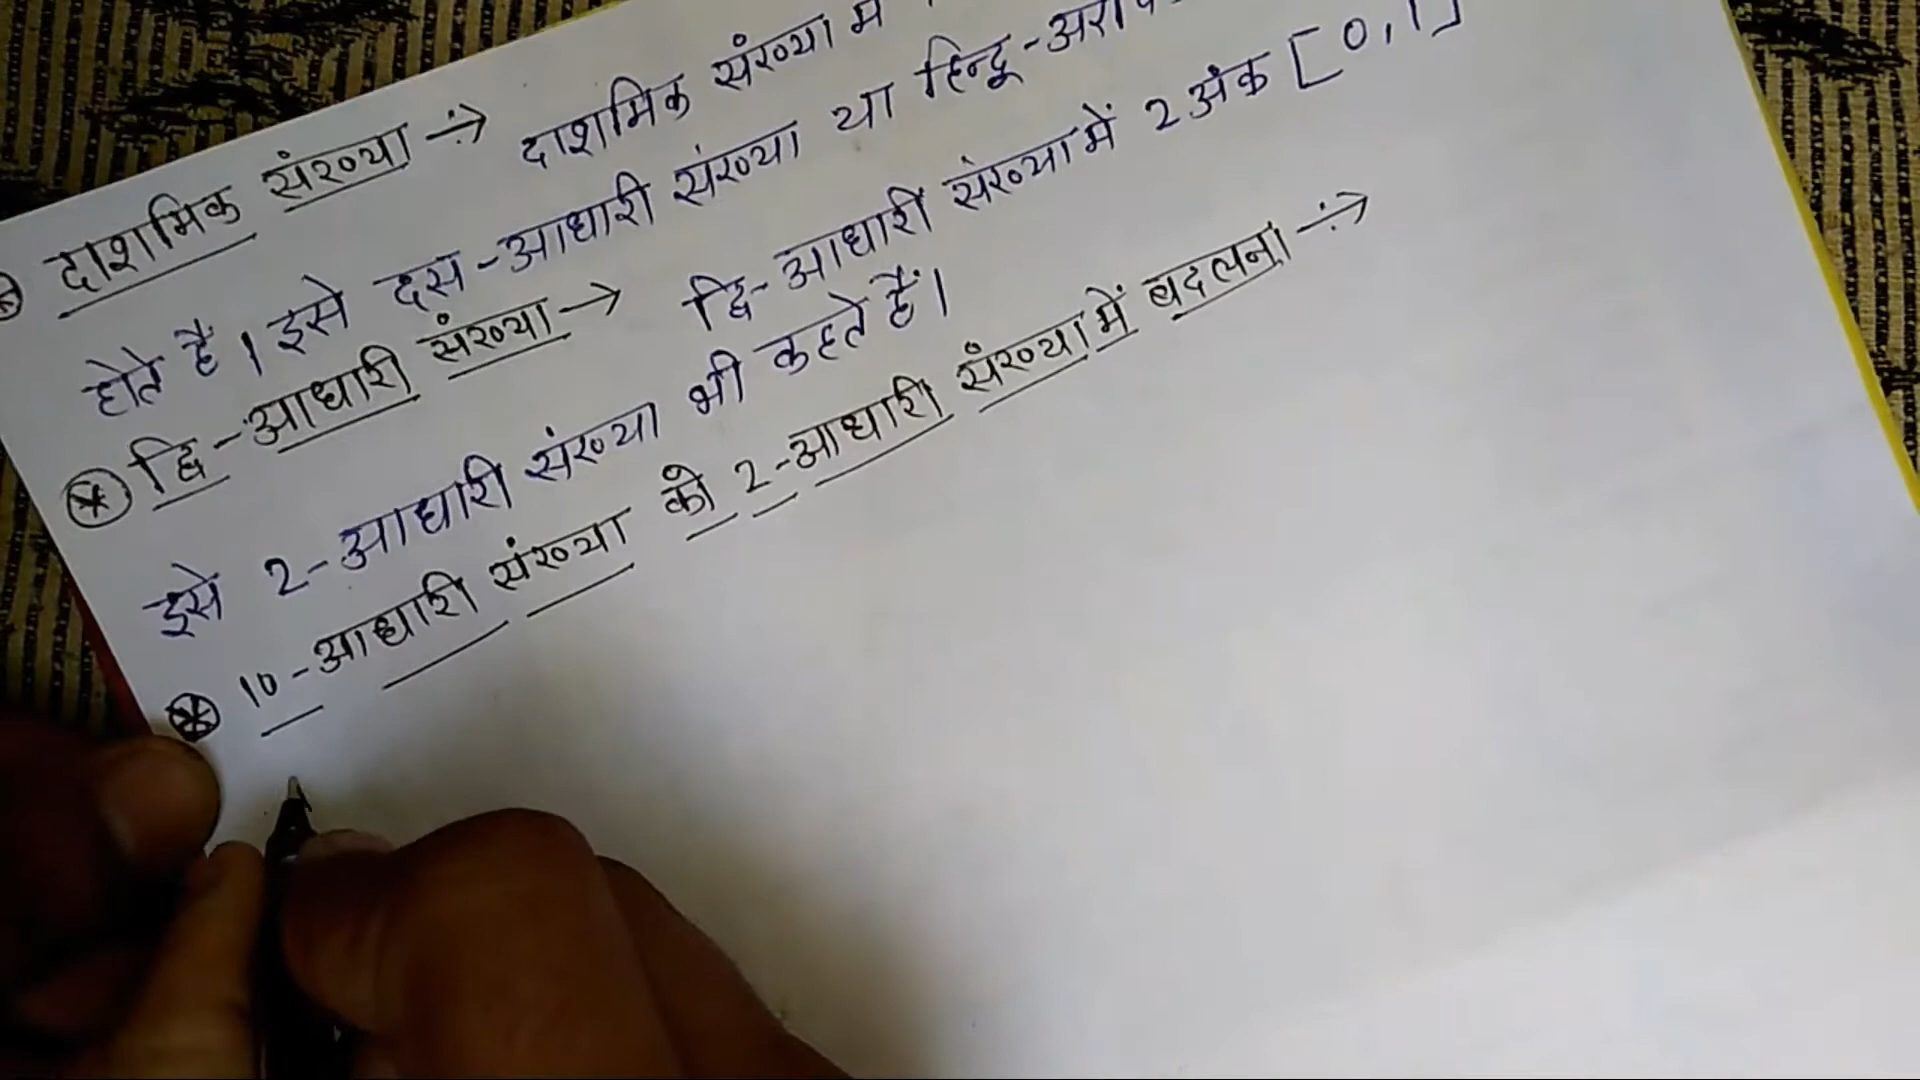 दाशमिक संख्या ÷→ दाशमिक संख्या में
होते हैं। इसे दस-आधारी संख्या या हिन्दू-अरा
* द्वि-आधारी संख्या → द्वि-आधारी संख्या में 2 अंक [0,1]
इसे 2-आधारी संख्या भी कहते हैं।
* 10-आधारी संख्या को 2-आधारी संख्या में बदलना ÷→